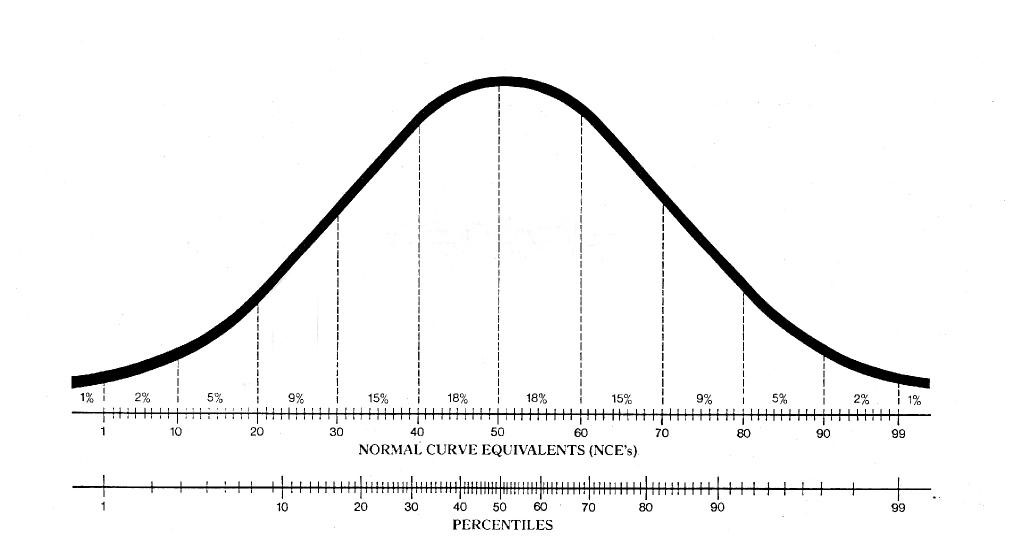 1% 2% 5% 9% 15% 18% 18% 15% 9% 5% 2% 1%
1 10 20 30 40 50 60 70 80 90 99
NORMAL CURVE EQUIVALENTS (NCE's)
1 10 20 30 40 50 60 70 80 90 99
PERCENTILES